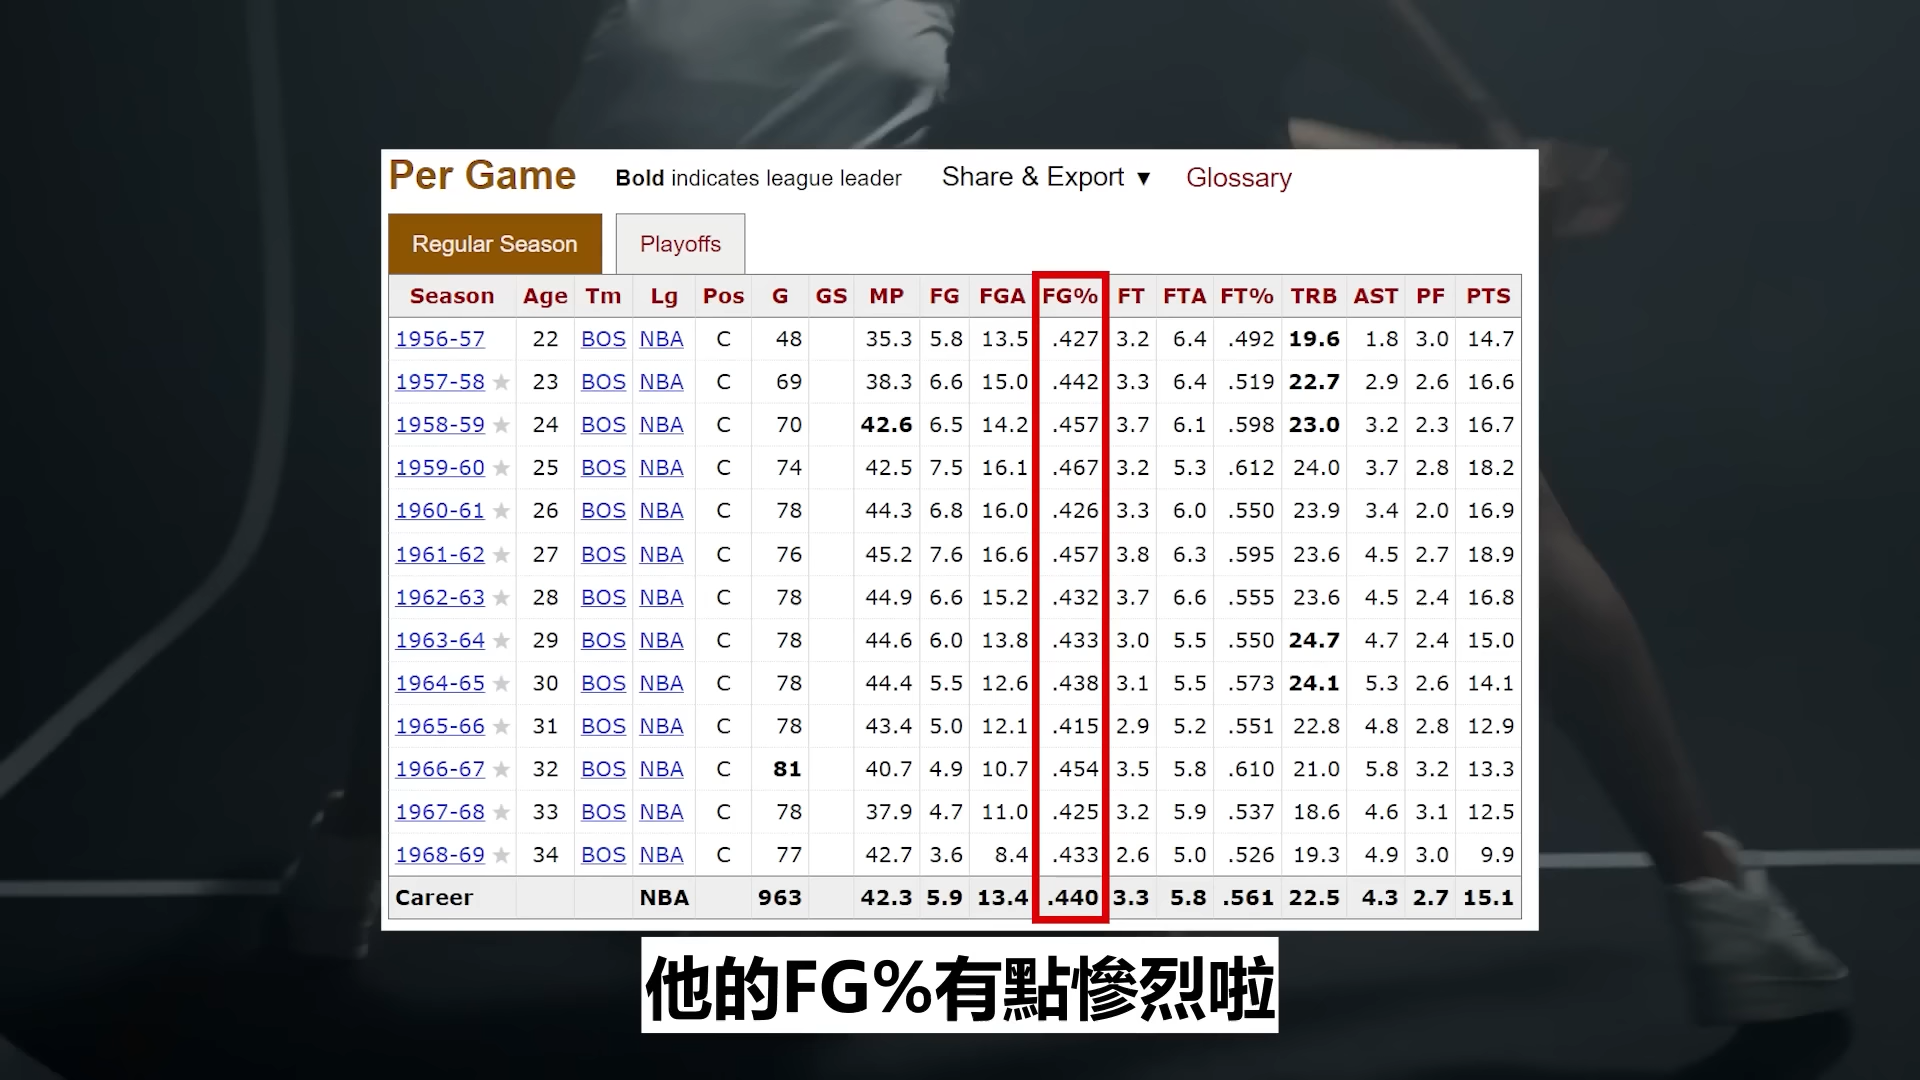 Per Game Bold indicates league leader Share & Export ▼ Glossary
Regular Season Playoffs
Season Age Tm Lg Pos G GS MP FG FGA FG% FT FTA FT% TRB AST PF PTS
1956-57 22 BOS NBA C 48 35.3 5.8 13.5 .427 3.2 6.4 .492 19.6 1.8 3.0 14.7
1957-58 ★ 23 BOS NBA C 69 38.3 6.6 15.0 .442 3.3 6.4 .519 22.7 2.9 2.6 16.6
1958-59 ★ 24 BOS NBA C 70 42.6 6.5 14.2 .457 3.7 6.1 .598 23.0 3.2 2.3 16.7
1959-60 ★ 25 BOS NBA C 74 42.5 7.5 16.1 .467 3.2 5.3 .612 24.0 3.7 2.8 18.2
1960-61 ★ 26 BOS NBA C 78 44.3 6.8 16.0 .426 3.3 6.0 .550 23.9 3.4 2.0 16.9
1961-62 ★ 27 BOS NBA C 76 45.2 7.6 16.6 .457 3.8 6.3 .595 23.6 4.5 2.7 18.9
1962-63 ★ 28 BOS NBA C 78 44.9 6.6 15.2 .432 3.7 6.6 .555 23.6 4.5 2.4 16.8
1963-64 ★ 29 BOS NBA C 78 44.6 6.0 13.8 .433 3.0 5.5 .550 24.7 4.7 2.4 15.0
1964-65 ★ 30 BOS NBA C 78 44.4 5.5 12.6 .438 3.1 5.5 .573 24.1 5.3 2.6 14.1
1965-66 ★ 31 BOS NBA C 78 43.4 5.0 12.1 .415 2.9 5.2 .551 22.8 4.8 2.8 12.9
1966-67 ★ 32 BOS NBA C 81 40.7 4.9 10.7 .454 3.5 5.8 .610 21.0 5.8 3.2 13.3
1967-68 ★ 33 BOS NBA C 78 37.9 4.7 11.0 .425 3.2 5.9 .537 18.6 4.6 3.1 12.5
1968-69 ★ 34 BOS NBA C 77 42.7 3.6 8.4 .433 2.6 5.0 .526 19.3 4.9 3.0 9.9
Career NBA 963 42.3 5.9 13.4 .440 3.3 5.8 .561 22.5 4.3 2.7 15.1
他的FG%有點慘烈啦